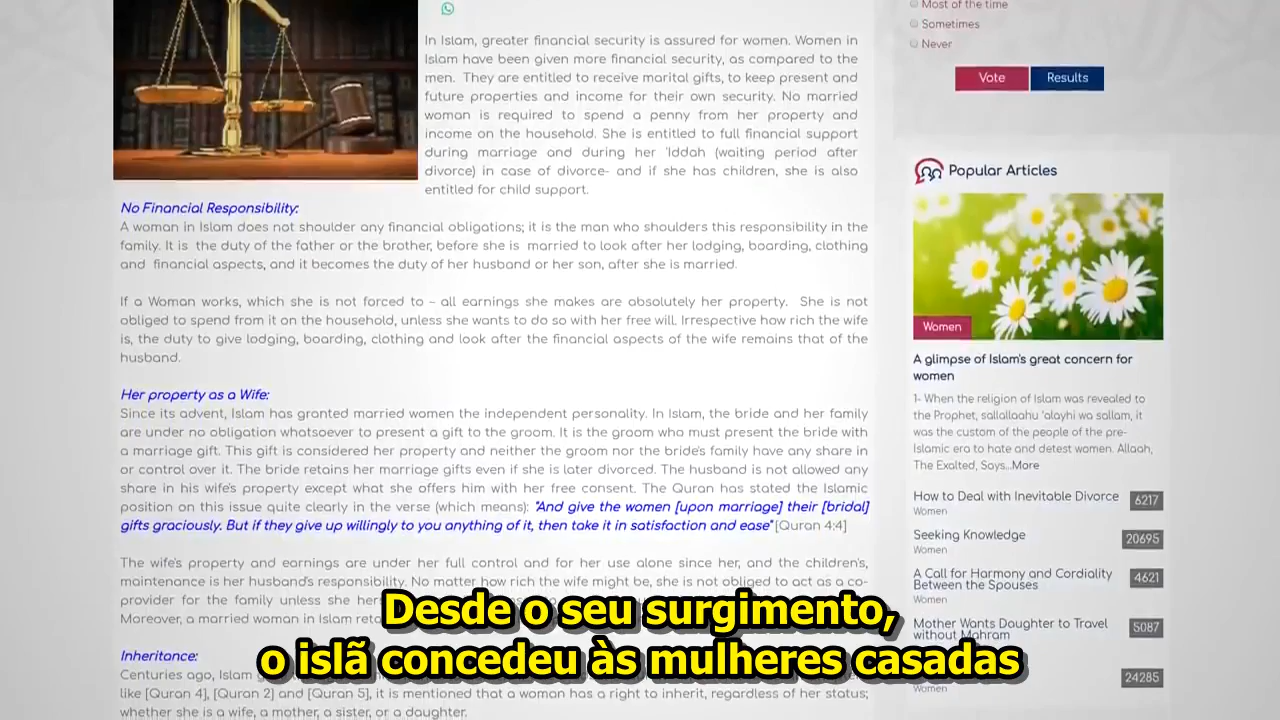 In Islam, greater financial security is assured for women. Women in
Islam have been given more financial security, as compared to the
men. They are entitled to receive marital gifts, to keep present and
future properties and income for their own security. No married
woman is required to spend a penny from her property and
income on the household. She is entitled to full financial support
during marriage and during her 'Iddah (waiting period after
divorce) in case of divorce- and if she has children, she is also
entitled for child support.
No Financial Responsibility:
A woman in Islam does not shoulder any financial obligations; it is the man who shoulders this responsibility in the
family. It is the duty of the father or the brother, before she is married to look after her lodging, boarding, clothing
and financial aspects, and it becomes the duty of her husband or her son, after she is married.
If a Woman works, which she is not forced to – all earnings she makes are absolutely her property. She is not
obliged to spend from it on the household, unless she wants to do so with her free will. Irrespective how rich the wife
is, the duty to give lodging, boarding, clothing and look after the financial aspects of the wife remains that of the
husband.
Her property as a Wife:
Since its advent, Islam has granted married women the independent personality. In Islam, the bride and her family
are under no obligation whatsoever to present a gift to the groom. It is the groom who must present the bride with
a marriage gift. This gift is considered her property and neither the groom nor the bride's family have any share in
or control over it. The bride retains her marriage gifts even if she is later divorced. The husband is not allowed any
share in his wife's property except what she offers him with her free consent. The Quran has stated the Islamic
position on this issue quite clearly in the verse (which means): "And give the women [upon marriage] their [bridal]
gifts graciously. But if they give up willingly to you anything of it, then take it in satisfaction and ease" [Quran 4:4]
The wife's property and earnings are under her full control and for her use alone since her, and the children's,
maintenance is her husband's responsibility. No matter how rich the wife might be, she is not obliged to act as a co-
provider for the family unless she her
Moreover, a married woman in Islam reta
Inheritance:
Centuries ago, Islam g
like [Quran 4], [Quran 2] and [Quran 5], it is mentioned that a woman has a right to inherit, regardless of her status;
whether she is a wife, a mother, a sister, or a daughter.
Most of the time
Sometimes
Never
Vote Results
Popular Articles
Women
A glimpse of Islam's great concern for
women
1- When the religion of Islam was revealed to
the Prophet, sallallaahu 'alayhi wa sallam, it
was the custom of the people of the pre-
Islamic era to hate and detest women. Allaah,
The Exalted, Says...More
How to Deal with Inevitable Divorce 6217
Women
Seeking Knowledge 20695
Women
A Call for Harmony and Cordiality 4621
Between the Spouses
Women
Mother Wants Daughter to Travel 5087
without Mahram
Women
24285
Women
Desde o seu surgimento,
o islã concedeu às mulheres casadas